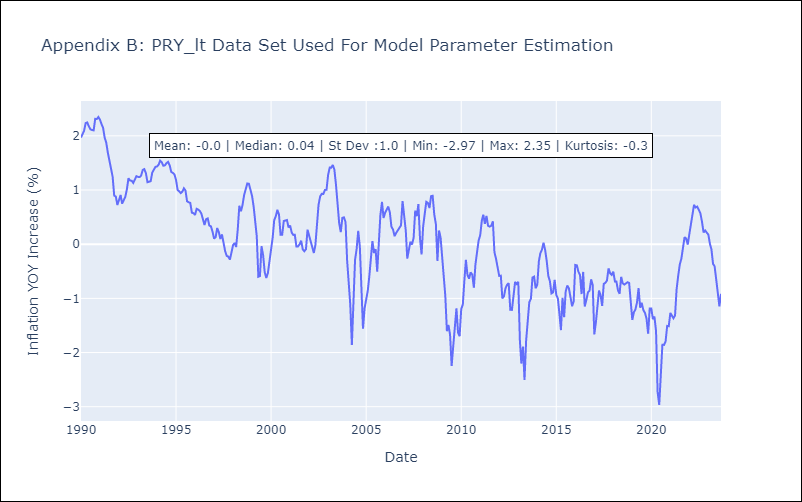 Appendix B: PRY_lt Data Set Used For Model Parameter Estimation
Mean: -0.0 | Median: 0.04 | St Dev :1.0 | Min: -2.97 | Max: 2.35 | Kurtosis: -0.3
Inflation YOY Increase (%)
2
1
0
−1
−2
−3
1990 1995 2000 2005 2010 2015 2020
Date